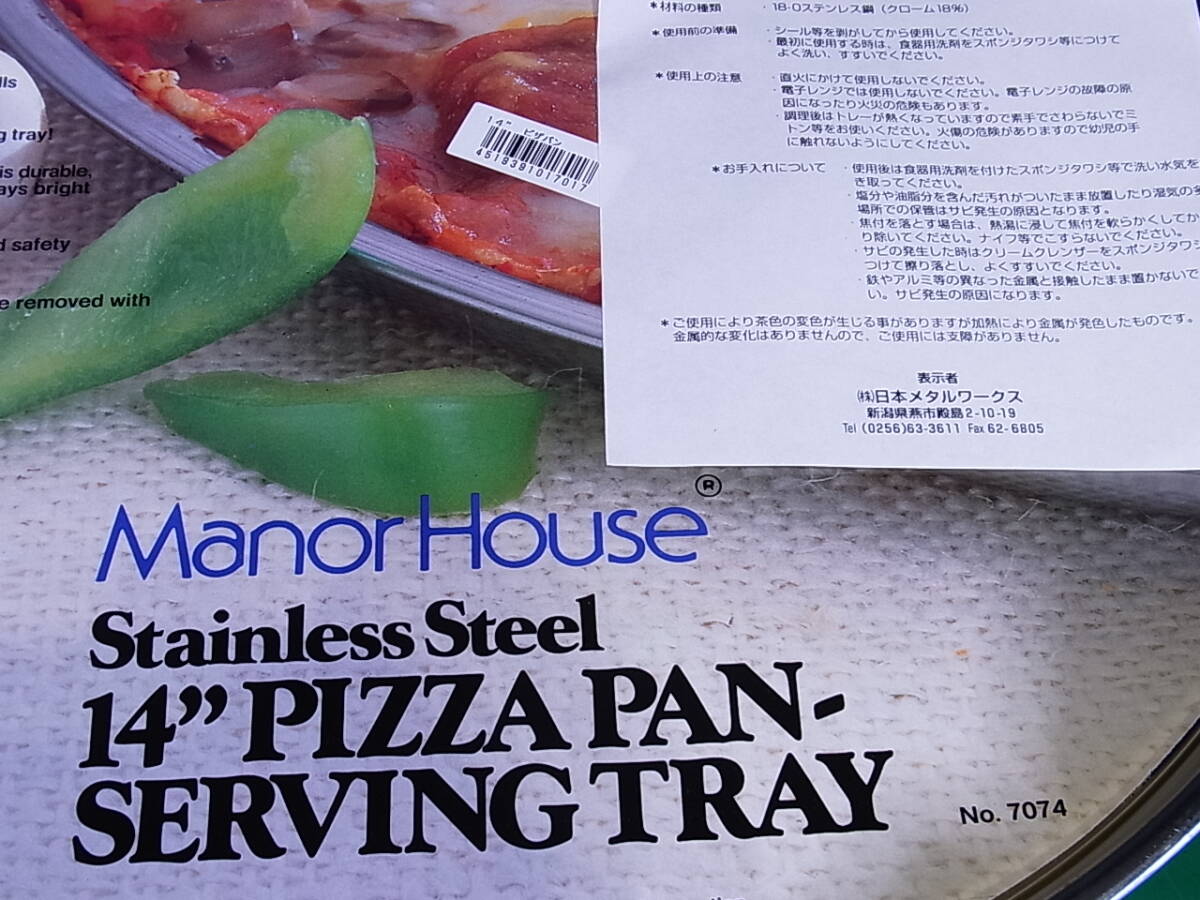 lls
g tray!
is durable,
ays bright
d safety
e removed with
14" ピザパン
4518391017017
*材料の種類 ・18-0ステンレス鋼(クローム18%)
*使用前の準備 ・シール等を剥がしてから使用してください。
・最初に使用する時は、食器用洗剤をスポンジタワシ等につけて
よく洗い、すすいでください。
*使用上の注意 ・直火にかけて使用しないでください。
・電子レンジでは使用しないでください。電子レンジの故障の原
因になったり火災の危険もあります。
・調理後はトレーが熱くなっていますので素手でさわらないでミ
トン等をお使いください。火傷の危険がありますので幼児の手
に触れないようにしてください。
*お手入れについて ・使用後は食器用洗剤を付けたスポンジタワシ等で洗い水気を
き取ってください。
・塩分や油脂分を含んだ汚れがついたまま放置したり湿気の多
場所での保管はサビ発生の原因となります。
・焦付を落とす場合は、熱湯に浸して焦付を軟らかくしてか
り除いてください。ナイフ等でこすらないでください。
・サビの発生した時はクリームクレンザーをスポンジタワ
つけて擦り落とし、よくすすいでください。
・鉄やアルミ等の異なった金属と接触したまま置かないで
い。サビ発生の原因になります。
*ご使用により茶色の変色が生じる事がありますが加熱により金属が発色したものです。
金属的な変化はありませんので、ご使用には支障がありません。
表示者
㈱日本メタルワークス
新潟県燕市殿島2-10-19
Tel (0256)63-3611 Fax 62-6805
Manor House®
Stainless Steel
14” PIZZA PAN-
SERVING TRAY
No. 7074